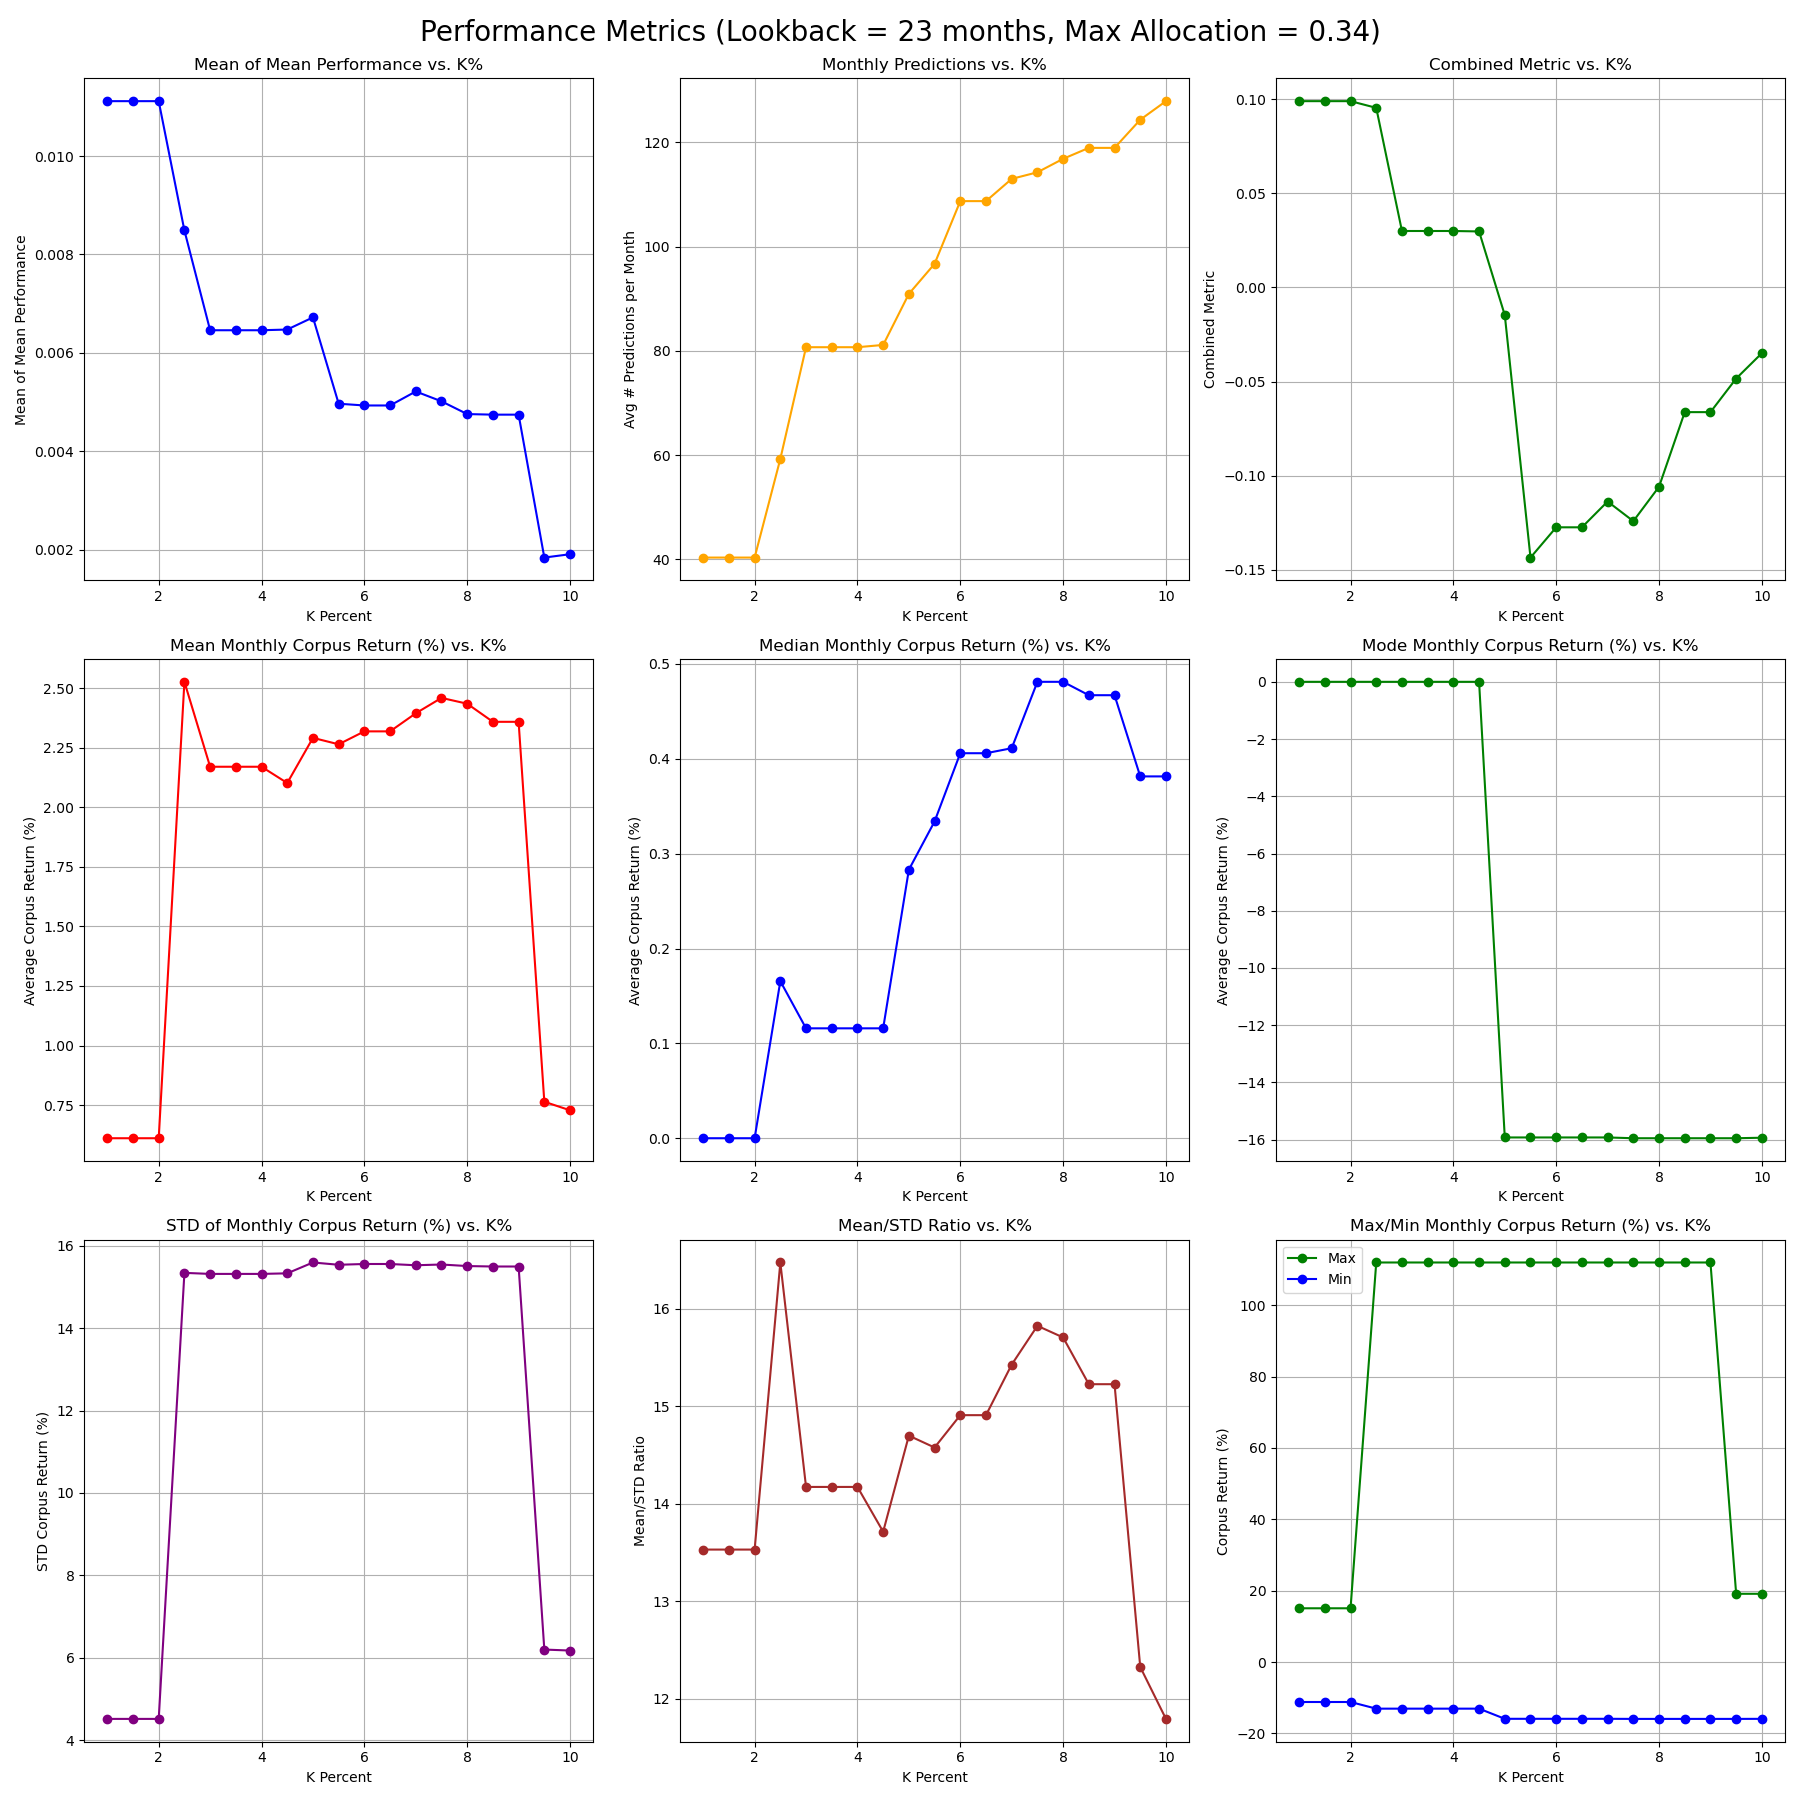 Performance Metrics (Lookback = 23 months, Max Allocation = 0.34)
Mean of Mean Performance vs. K%
Mean of Mean Performance
0.010
0.008
0.006
0.004
0.002
2 4 6 8 10
K Percent
Monthly Predictions vs. K%
Avg # Predictions per Month
120
100
80
60
40
2 4 6 8 10
K Percent
Combined Metric vs. K%
Combined Metric
0.10
0.05
0.00
−0.05
−0.10
−0.15
2 4 6 8 10
K Percent
Mean Monthly Corpus Return (%) vs. K%
Average Corpus Return (%)
2.50
2.25
2.00
1.75
1.50
1.25
1.00
0.75
2 4 6 8 10
K Percent
Median Monthly Corpus Return (%) vs. K%
Average Corpus Return (%)
0.5
0.4
0.3
0.2
0.1
0.0
2 4 6 8 10
K Percent
Mode Monthly Corpus Return (%) vs. K%
Average Corpus Return (%)
0
−2
−4
−6
−8
−10
−12
−14
−16
2 4 6 8 10
K Percent
STD of Monthly Corpus Return (%) vs. K%
STD Corpus Return (%)
16
14
12
10
8
6
4
2 4 6 8 10
K Percent
Mean/STD Ratio vs. K%
Mean/STD Ratio
16
15
14
13
12
2 4 6 8 10
K Percent
Max/Min Monthly Corpus Return (%) vs. K%
Max
Min
Corpus Return (%)
100
80
60
40
20
0
−20
2 4 6 8 10
K Percent